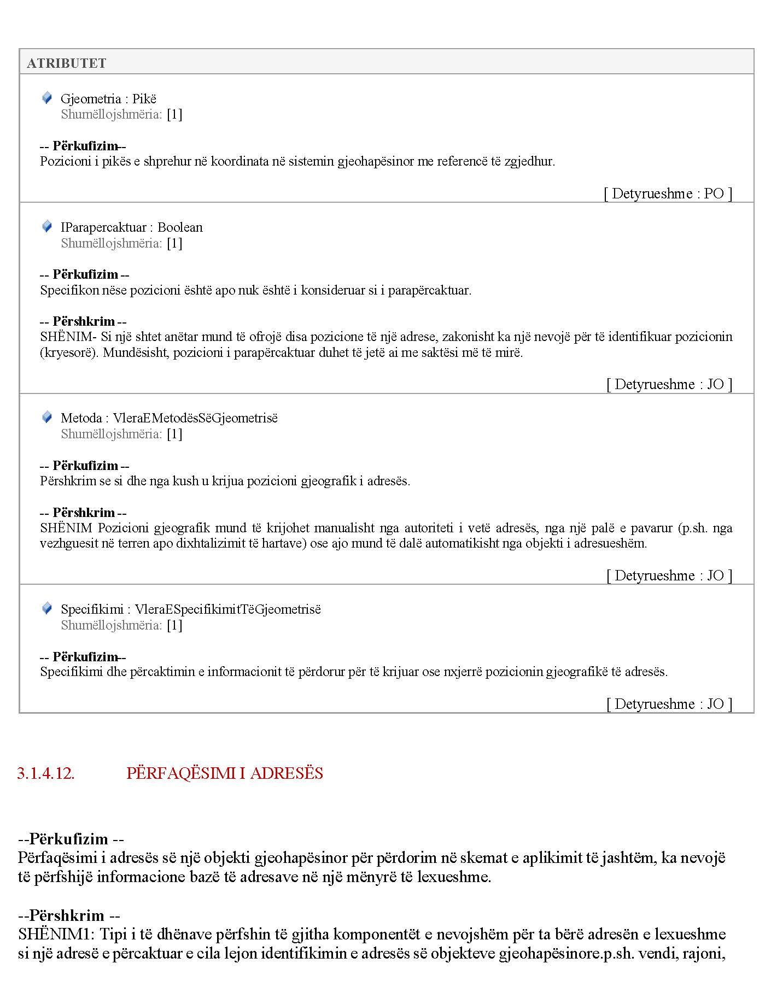 ATRIBUTET
Gjeometria : Pikë
Shumëllojshmëria: [1]
-- Përkufizim--
Pozicioni i pikës e shprehur në koordinata në sistemin gjeohapësinor me referencë të zgjedhur.
[ Detyrueshme : PO ]
IParapercaktuar : Boolean
Shumëllojshmëria: [1]
-- Përkufizim --
Specifikon nëse pozicioni është apo nuk është i konsideruar si i parapërcaktuar.
-- Përshkrim --
SHËNIM- Si një shtet anëtar mund të ofrojë disa pozicione të një adrese, zakonisht ka një nevojë për të identifikuar pozicionin
(kryesorë). Mundësisht, pozicioni i parapërcaktuar duhet të jetë ai me saktësi më të mirë.
[ Detyrueshme : JO ]
Metoda : VleraEMetodësSëGjeometrisë
Shumëllojshmëria: [1]
-- Përkufizim --
Përshkrim se si dhe nga kush u krijua pozicioni gjeografik i adresës.
-- Përshkrim --
SHËNIM Pozicioni gjeografik mund të krijohet manualisht nga autoriteti i vetë adresës, nga një palë e pavarur (p.sh. nga
vezhguesit në terren apo dixhtalizimit të hartave) ose ajo mund të dalë automatikisht nga objekti i adresueshëm.
[ Detyrueshme : JO ]
Specifikimi : VleraESpecifikimitTëGjeometrisë
Shumëllojshmëria: [1]
-- Përkufizim--
Specifikimi dhe përcaktimin e informacionit të përdorur për të krijuar ose nxjerrë pozicionin gjeografikë të adresës.
[ Detyrueshme : JO ]
3.1.4.12. PËRFAQËSIMI I ADRESËS
--Përkufizim --
Përfaqësimi i adresës së një objekti gjeohapësinor për përdorim në skemat e aplikimit të jashtëm, ka nevojë
të përfshijë informacione bazë të adresave në një mënyrë të lexueshme.
--Përshkrim --
SHËNIM1: Tipi i të dhënave përfshin të gjitha komponentët e nevojshëm për ta bërë adresën e lexueshme
si një adresë e përcaktuar e cila lejon identifikimin e adresës së objekteve gjeohapësinore.p.sh. vendi, rajoni,